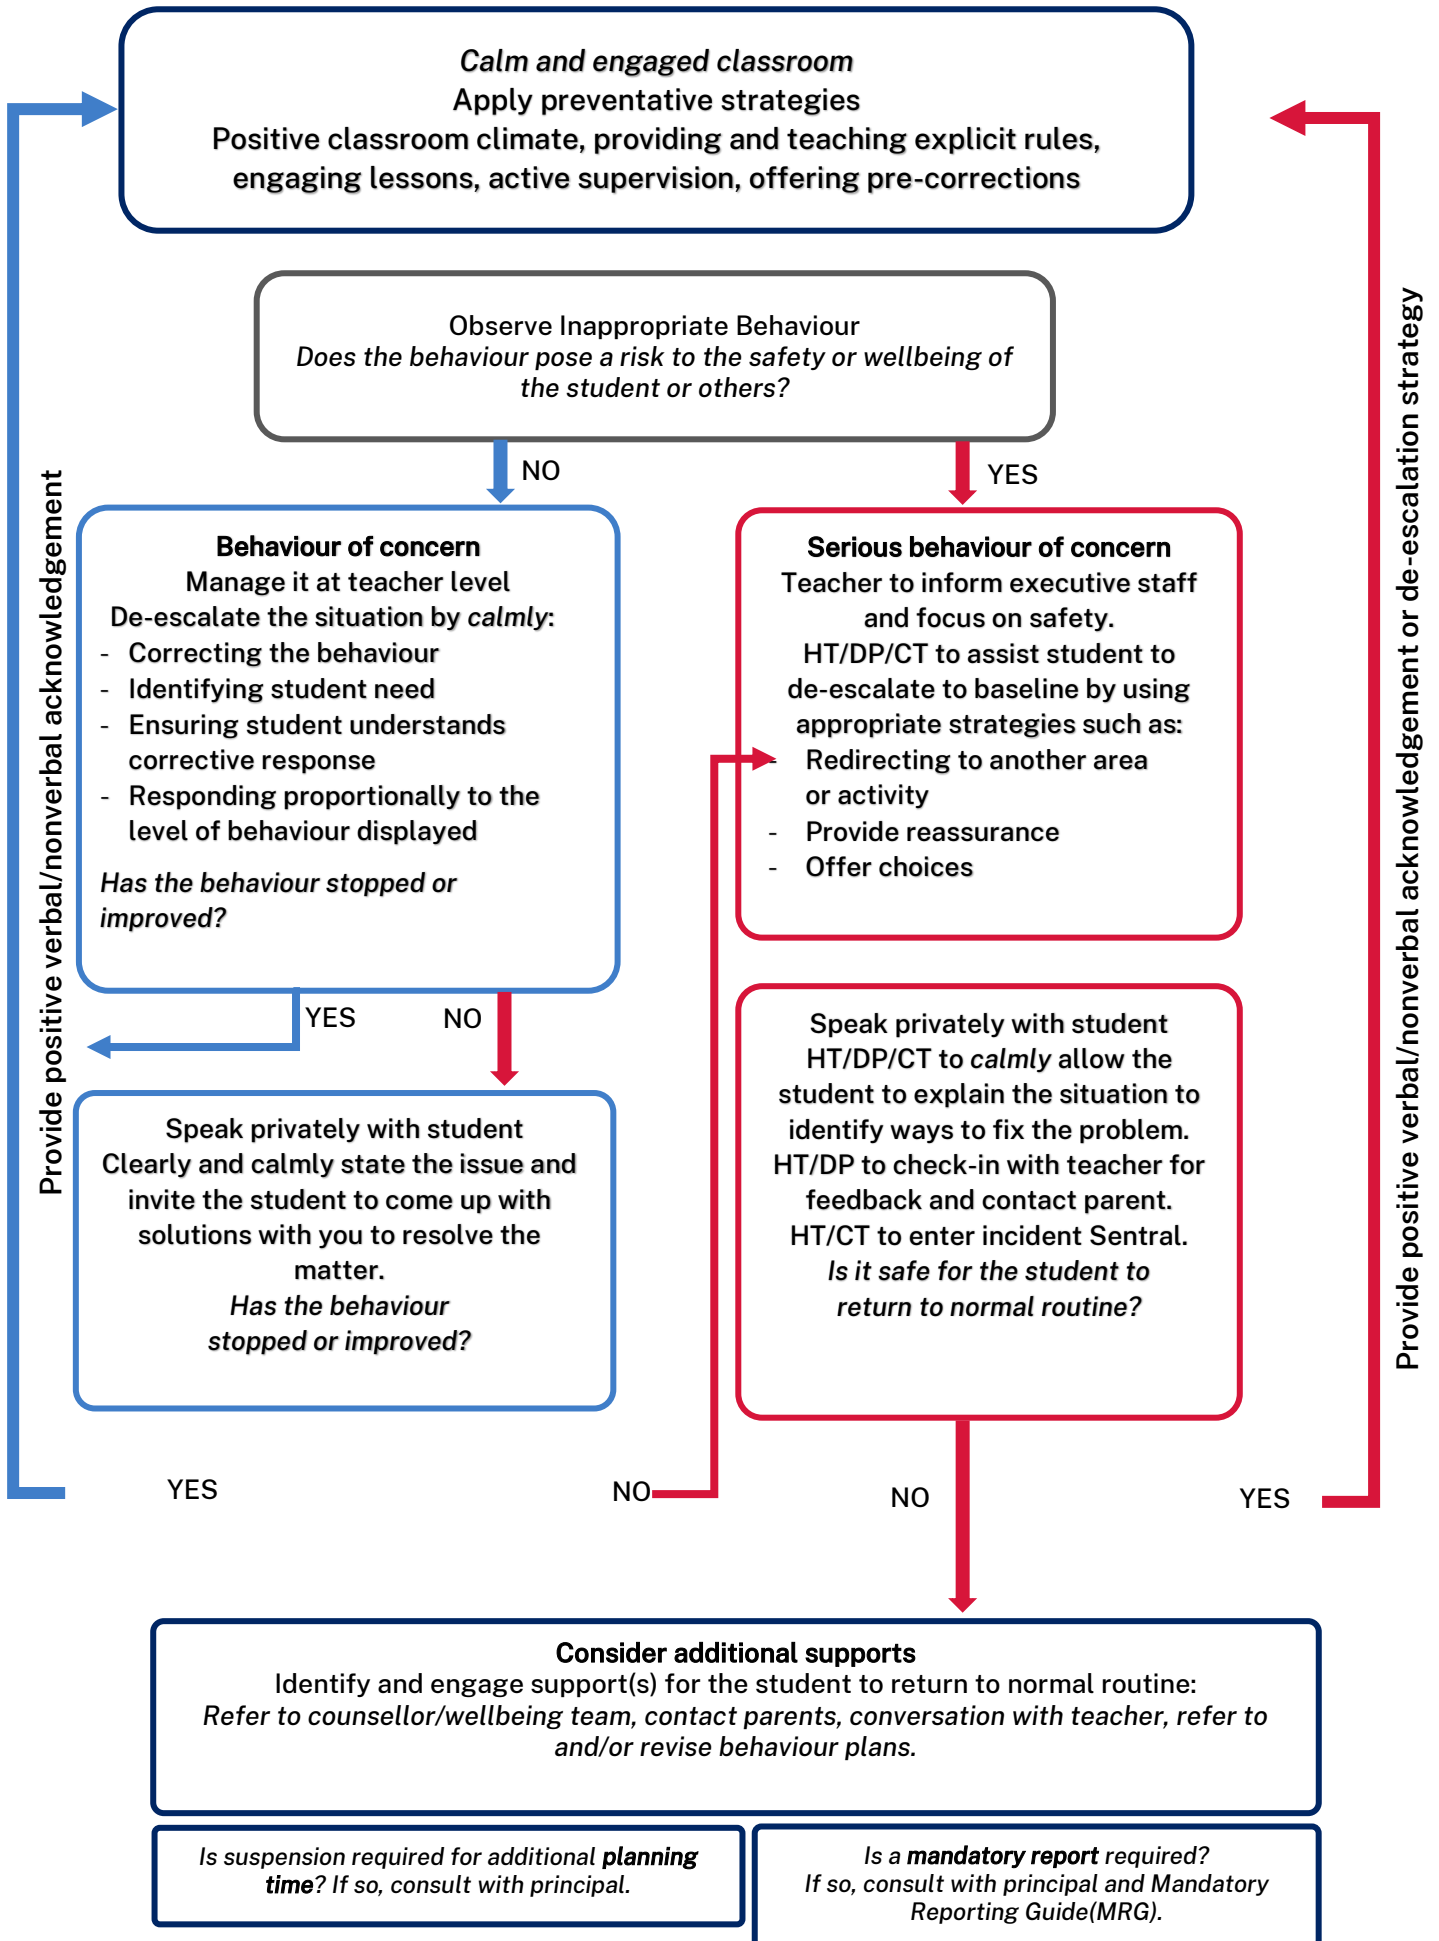 Calm and engaged classroom
Apply preventative strategies
Positive classroom climate, providing and teaching explicit rules,
engaging lessons, active supervision, offering pre-corrections
Observe Inappropriate Behaviour
Does the behaviour pose a risk to the safety or wellbeing of
the student or others?
NO
YES
Provide positive verbal/nonverbal acknowledgement
Behaviour of concern
Manage it at teacher level
De-escalate the situation by calmly:
- Correcting the behaviour
- Identifying student need
- Ensuring student understands
corrective response
- Responding proportionally to the
level of behaviour displayed
Has the behaviour stopped or
improved?
YES
NO
Speak privately with student
Clearly and calmly state the issue and
invite the student to come up with
solutions with you to resolve the
matter.
Has the behaviour
stopped or improved?
YES
NO
Serious behaviour of concern
Teacher to inform executive staff
and focus on safety.
HT/DP/CT to assist student to
de-escalate to baseline by using
appropriate strategies such as:
- Redirecting to another area
or activity
- Provide reassurance
- Offer choices
Speak privately with student
HT/DP/CT to calmly allow the
student to explain the situation to
identify ways to fix the problem.
HT/DP to check-in with teacher for
feedback and contact parent.
HT/CT to enter incident Sentral.
Is it safe for the student to
return to normal routine?
NO
YES
Provide positive verbal/nonverbal acknowledgement or de-escalation strategy
Consider additional supports
Identify and engage support(s) for the student to return to normal routine:
Refer to counsellor/wellbeing team, contact parents, conversation with teacher, refer to
and/or revise behaviour plans.
Is suspension required for additional planning
time? If so, consult with principal.
Is a mandatory report required?
If so, consult with principal and Mandatory
Reporting Guide(MRG).